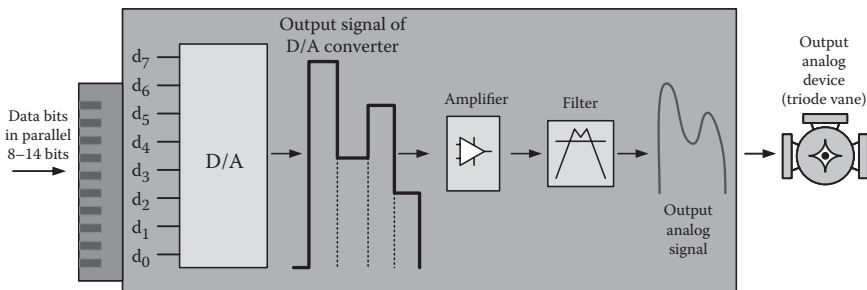 Data bits
in parallel
8–14 bits
d7
d6
d5
d4
d3
d2
d1
d0
D/A
Output signal of
D/A converter
Amplifier
Filter
Output
analog
signal
Output
analog
device
(triode vane)